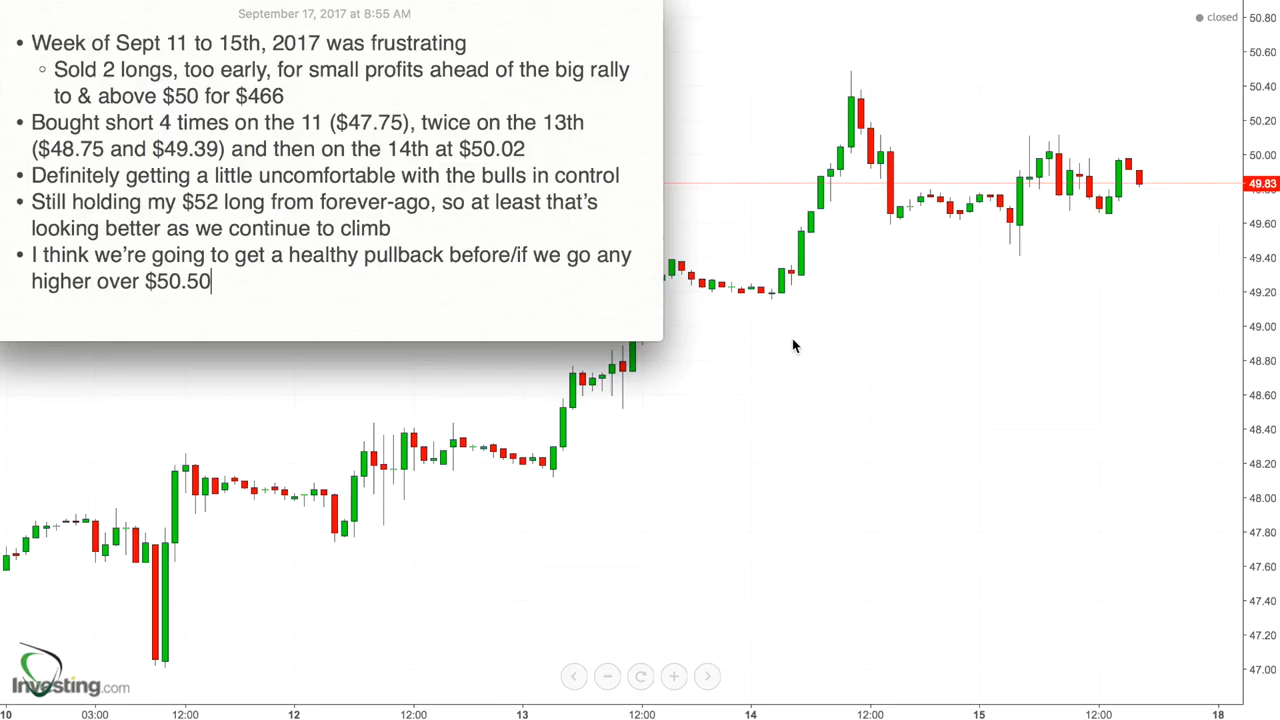 September 17, 2017 at 8:55 AM
• Week of Sept 11 to 15th, 2017 was frustrating
◦ Sold 2 longs, too early, for small profits ahead of the big rally
to & above $50 for $466
• Bought short 4 times on the 11 ($47.75), twice on the 13th
($48.75 and $49.39) and then on the 14th at $50.02
• Definitely getting a little uncomfortable with the bulls in control
• Still holding my $52 long from forever-ago, so at least that’s
looking better as we continue to climb
• I think we’re going to get a healthy pullback before/if we go any
higher over $50.50
closed
50.80
50.60
50.40
50.20
50.00
49.83
49.60
49.40
49.20
49.00
48.80
48.60
48.40
48.20
48.00
47.80
47.60
47.40
47.20
47.00
Investing.com
10 03:00 12:00 12 12:00 13 12:00 14 12:00 15 12:00 18